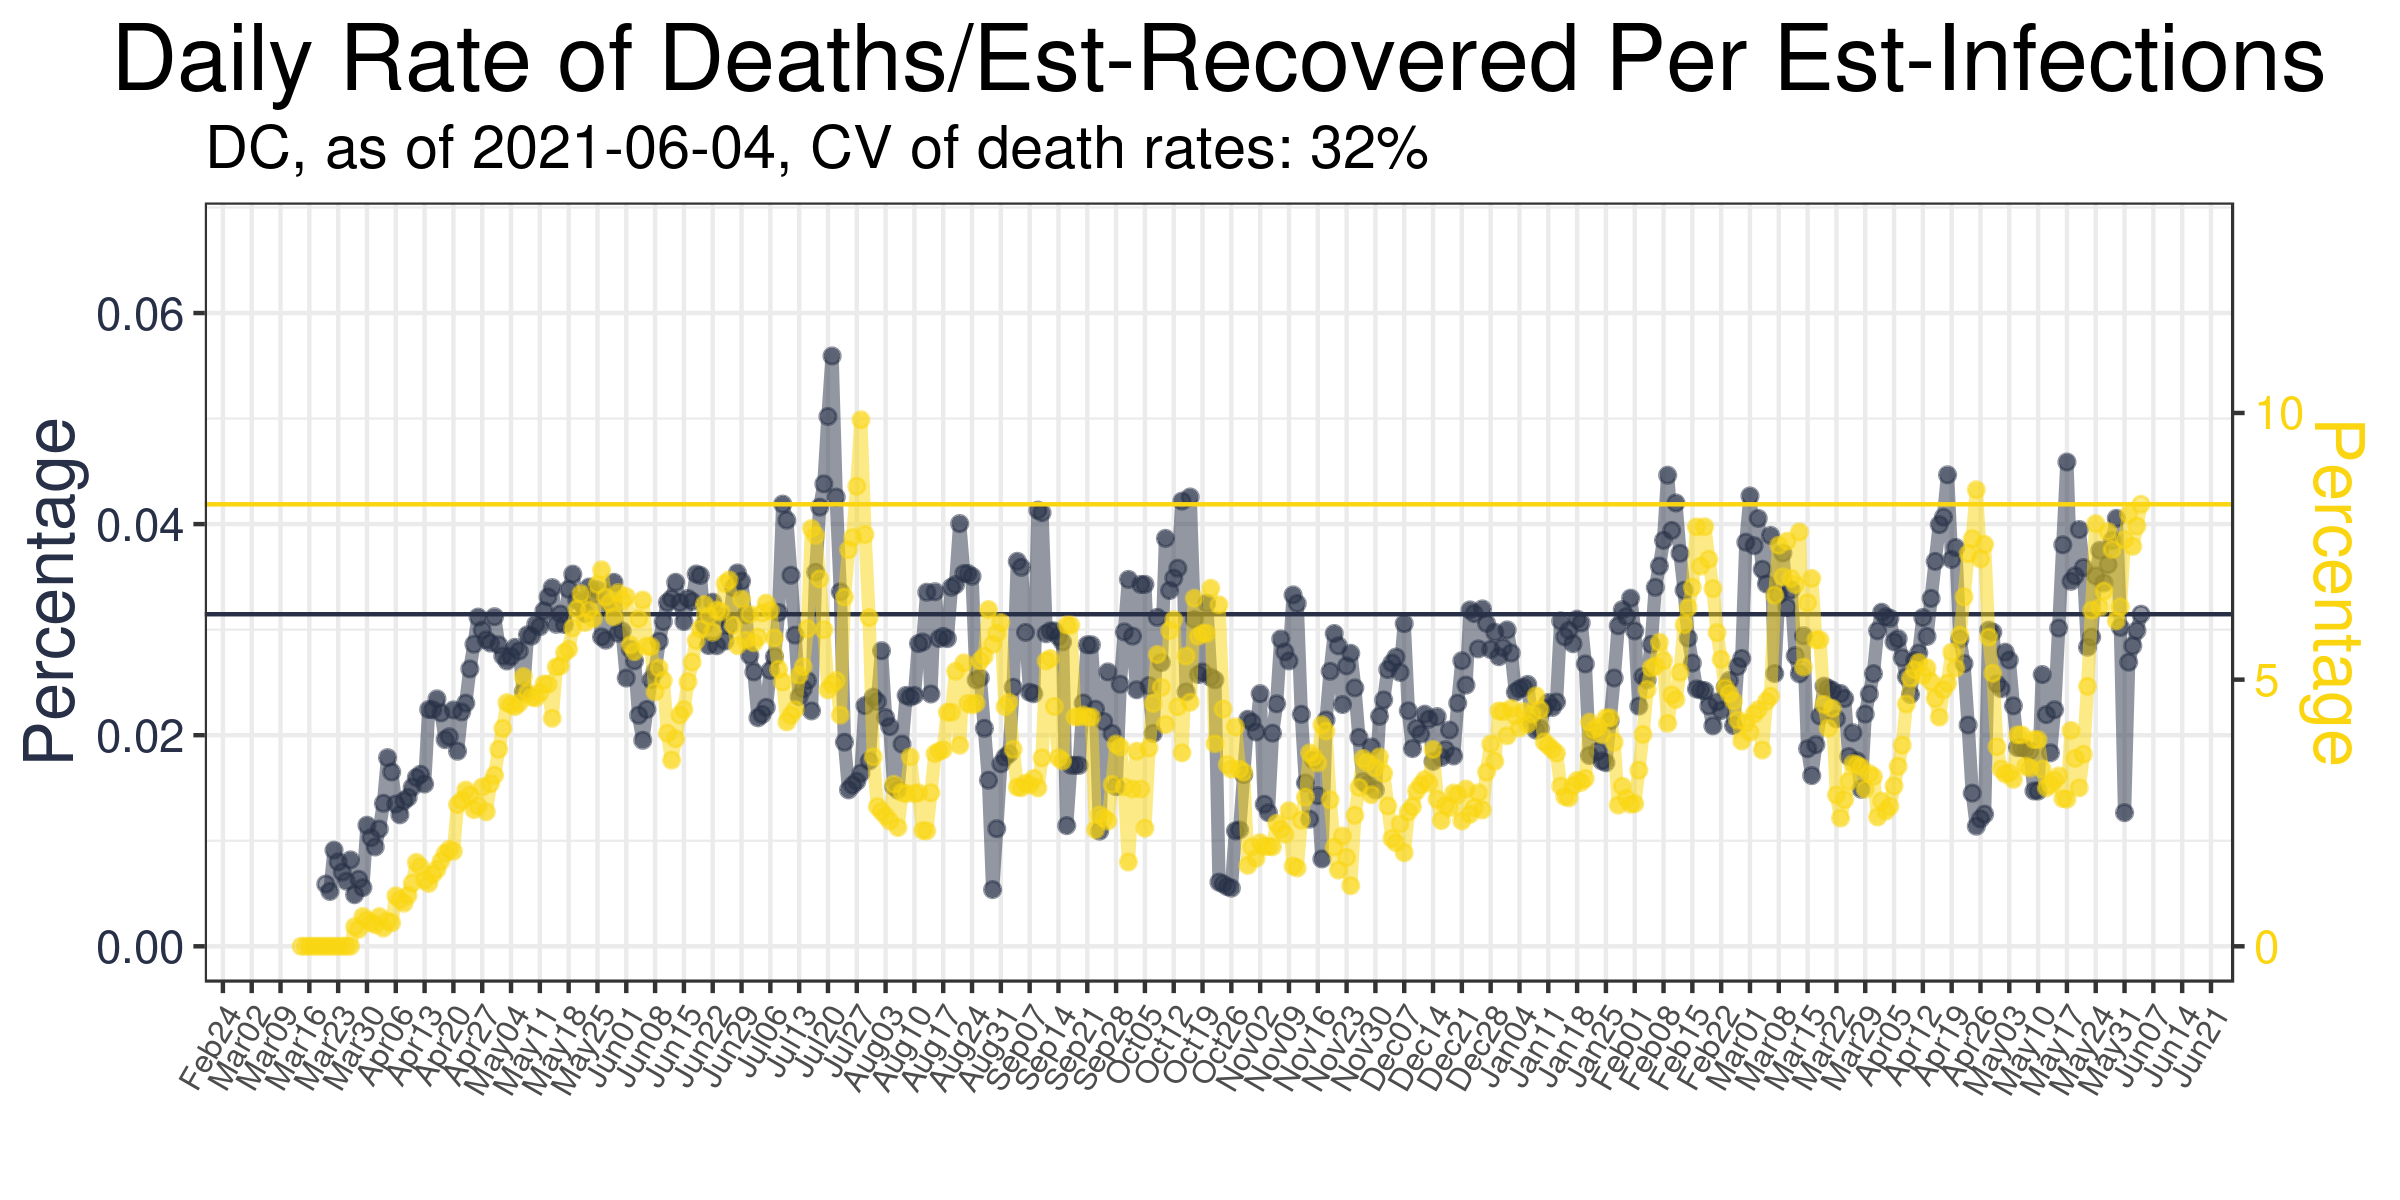 Daily Rate of Deaths/Est-Recovered Per Est-Infections
DC, as of 2021-06-04, CV of death rates: 32%
Percentage
0.06
0.04
0.02
0.00
10
5
0
Percentage
Feb24
Mar02
Mar09
Mar16
Mar23
Mar30
Apr06
Apr13
Apr20
Apr27
May04
May11
May18
May25
Jun01
Jun08
Jun15
Jun22
Jun29
Jul06
Jul13
Jul20
Jul27
Aug03
Aug10
Aug17
Aug24
Aug31
Sep07
Sep14
Sep21
Sep28
Oct05
Oct12
Oct19
Oct26
Nov02
Nov09
Nov16
Nov23
Nov30
Dec07
Dec14
Dec21
Dec28
Jan04
Jan11
Jan18
Jan25
Feb01
Feb08
Feb15
Feb22
Mar01
Mar08
Mar15
Mar22
Mar29
Apr05
Apr12
Apr19
Apr26
May03
May10
May17
May24
May31
Jun07
Jun14
Jun21